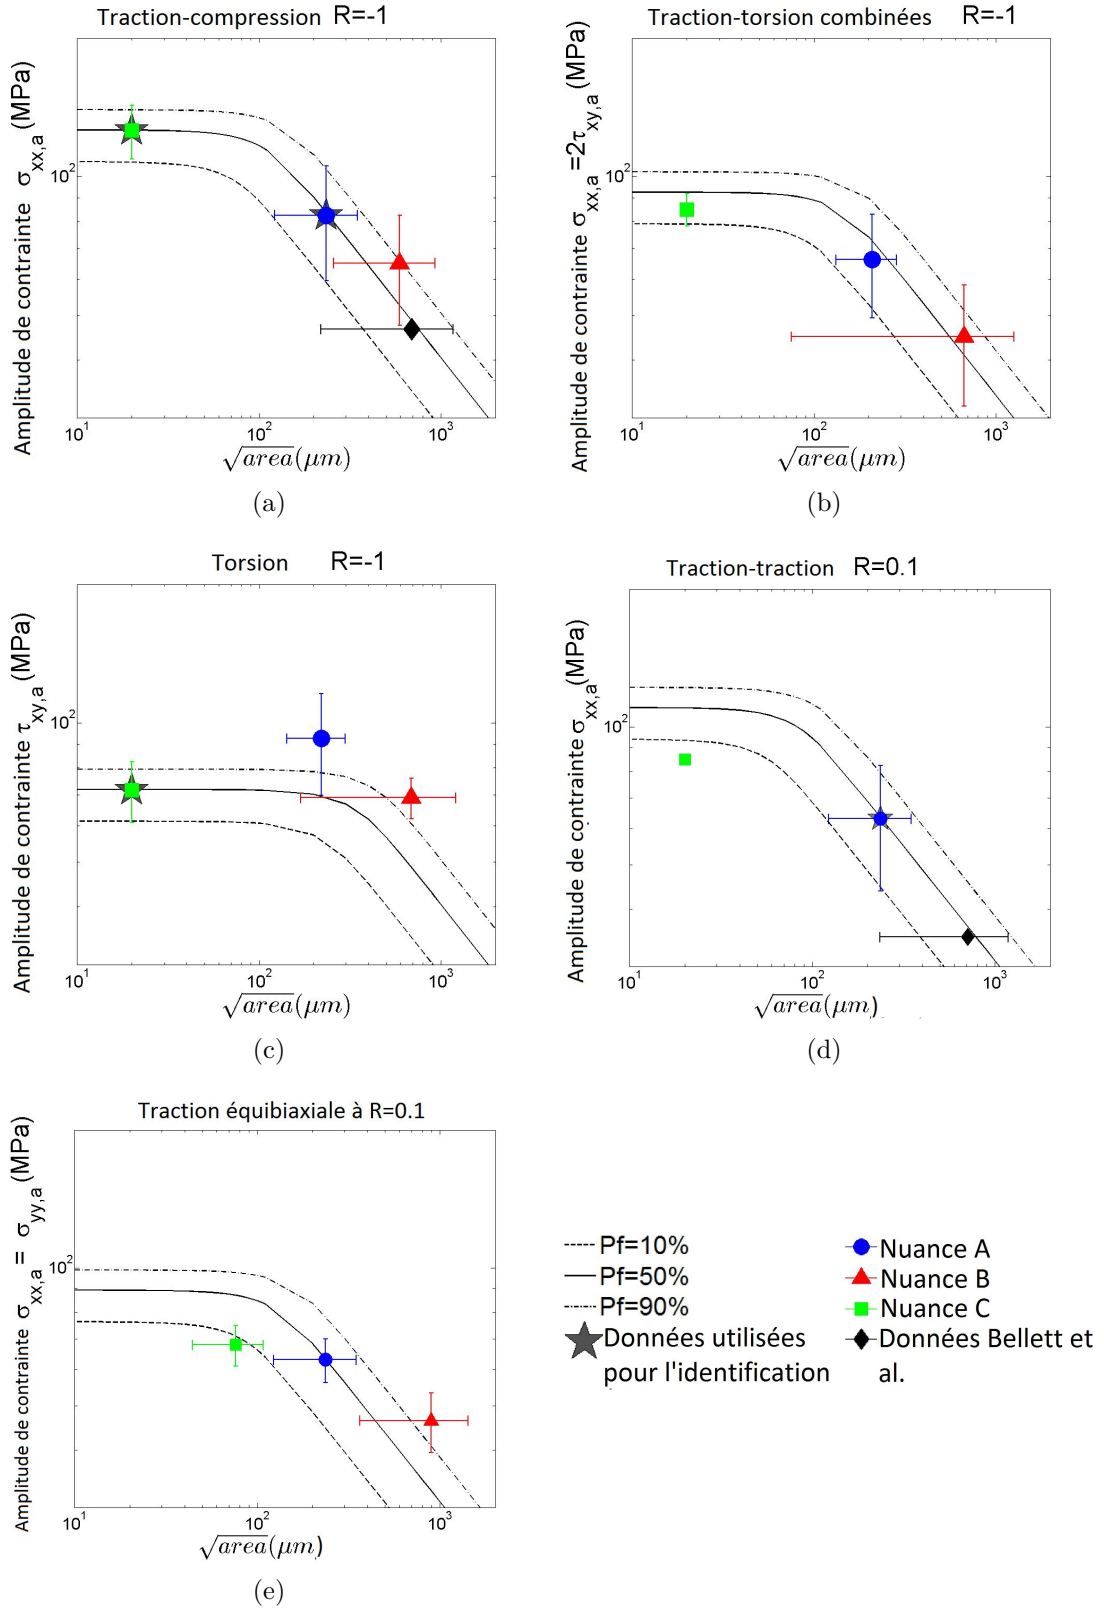 Traction-compression R=-1
Amplitude de contrainte σxx,a (MPa)
10²
10¹ 10² 10³
√area(μm)
(a)
Traction-torsion combinées R=-1
Amplitude de contrainte σxx,a =2τxy,a (MPa)
10²
10¹ 10² 10³
√area(μm)
(b)
Torsion R=-1
Amplitude de contrainte τxy,a (MPa)
10²
10¹ 10² 10³
√area(μm)
(c)
Traction-traction R=0.1
Amplitude de contrainte σxx,a (MPa)
10²
10¹ 10² 10³
√area(μm)
(d)
Traction équibiaxiale à R=0.1
Amplitude de contrainte σxx,a = σyy,a (MPa)
10²
10¹ 10² 10³
√area(μm)
(e)
Pf=10%
Pf=50%
Pf=90%
Données utilisées
pour l'identification
Nuance A
Nuance B
Nuance C
Données Bellett et
al.